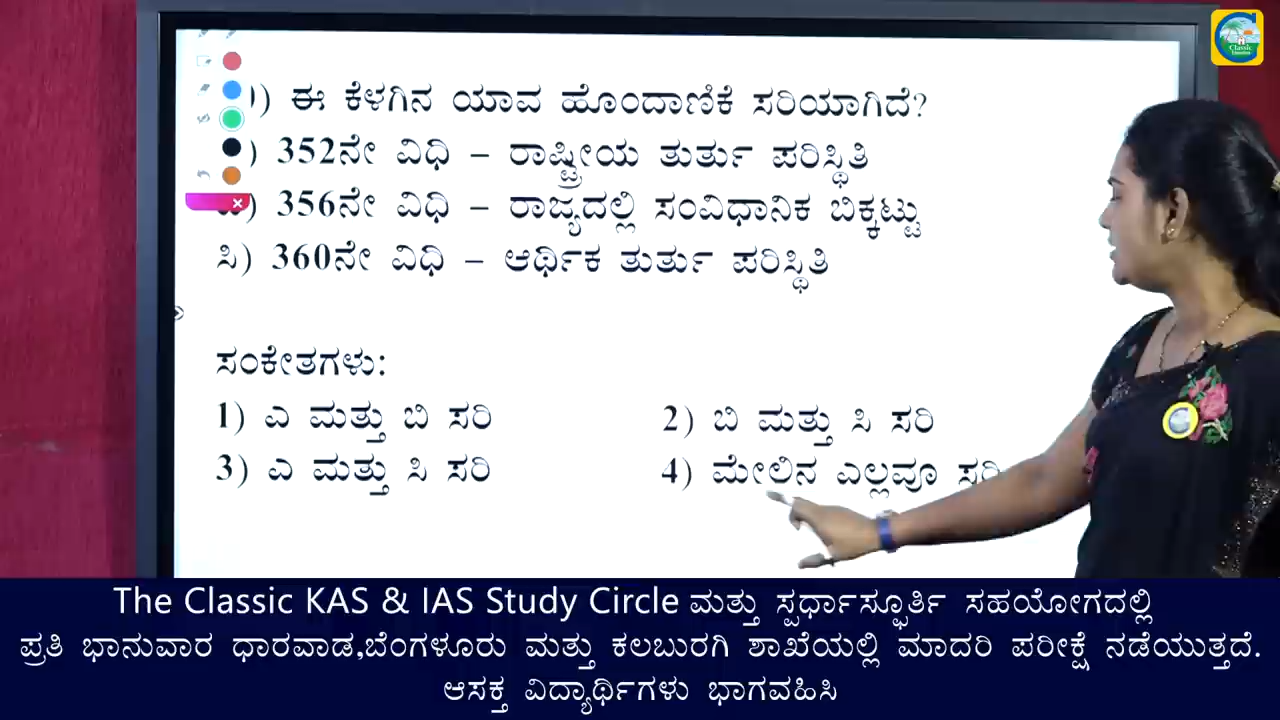 Classic
) ಈ ಕೆಳಗಿನ ಯಾವ ಹೊಂದಾಣಿಕೆ ಸರಿಯಾಗಿದೆ?
) 352ನೇ ವಿಧಿ – ರಾಷ್ಟ್ರೀಯ ತುರ್ತು ಪರಿಸ್ಥಿತಿ
) 356ನೇ ವಿಧಿ – ರಾಜ್ಯದಲ್ಲಿ ಸಂವಿಧಾನಿಕ ಬಿಕ್ಕಟ್ಟು
ಸಿ) 360ನೇ ವಿಧಿ – ಆರ್ಥಿಕ ತುರ್ತು ಪರಿಸ್ಥಿತಿ
ಸಂಕೇತಗಳು:
1) ಎ ಮತ್ತು ಬಿ ಸರಿ 2) ಬಿ ಮತ್ತು ಸಿ ಸರಿ
3) ಎ ಮತ್ತು ಸಿ ಸರಿ 4) ಮೇಲಿನ ಎಲ್ಲವೂ ಸರಿ
The Classic KAS & IAS Study Circle ಮತ್ತು ಸ್ಪರ್ಧಾಸ್ಫೂರ್ತಿ ಸಹಯೋಗದಲ್ಲಿ
ಪ್ರತಿ ಭಾನುವಾರ ಧಾರವಾಡ,ಬೆಂಗಳೂರು ಮತ್ತು ಕಲಬುರಗಿ ಶಾಖೆಯಲ್ಲಿ ಮಾದರಿ ಪರೀಕ್ಷೆ ನಡೆಯುತ್ತದೆ.
ಆಸಕ್ತ ವಿದ್ಯಾರ್ಥಿಗಳು ಭಾಗವಹಿಸಿ